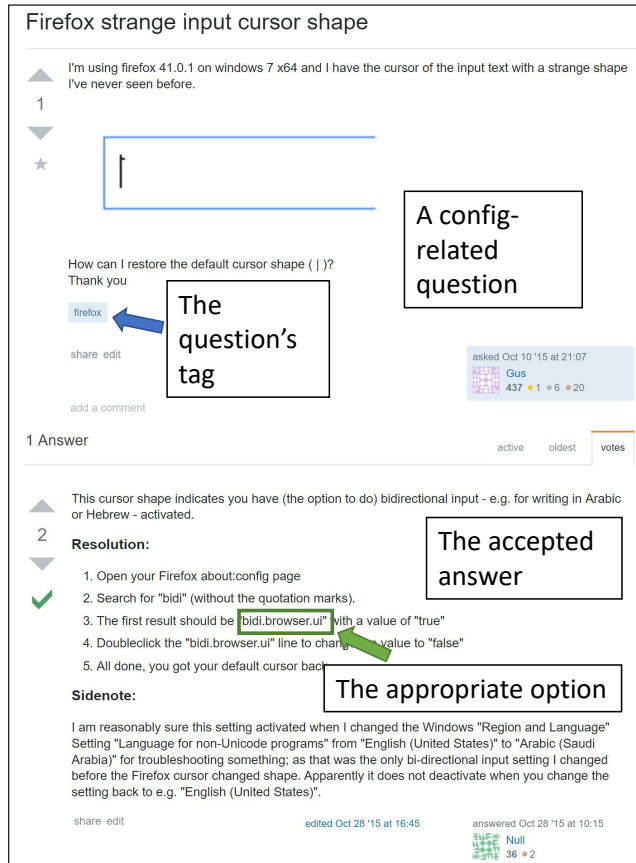 Firefox strange input cursor shape
I'm using firefox 41.0.1 on windows 7 x64 and I have the cursor of the input text with a strange shape
I've never seen before.
1
A config-
related
question
How can I restore the default cursor shape ( | )?
Thank you
firefox
The
question's
tag
share edit
asked Oct 10 '15 at 21:07
Gus
437 1 6 20
add a comment
1 Answer
active oldest votes
This cursor shape indicates you have (the option to do) bidirectional input - e.g. for writing in Arabic
or Hebrew - activated.
2
Resolution:
The accepted
answer
1. Open your Firefox about:config page
2. Search for "bidi" (without the quotation marks).
3. The first result should be "bidi.browser.ui" with a value of "true"
4. Doubleclick the "bidi.browser.ui" line to change value to "false"
5. All done, you got your default cursor back
The appropriate option
Sidenote:
I am reasonably sure this setting activated when I changed the Windows "Region and Language"
Setting "Language for non-Unicode programs" from "English (United States)" to "Arabic (Saudi
Arabia)" for troubleshooting something; as that was the only bi-directional input setting I changed
before the Firefox cursor changed shape. Apparently it does not deactivate when you change the
setting back to e.g. "English (United States)".
share edit
edited Oct 28 '15 at 16:45
answered Oct 28 '15 at 10:15
Null
36 2